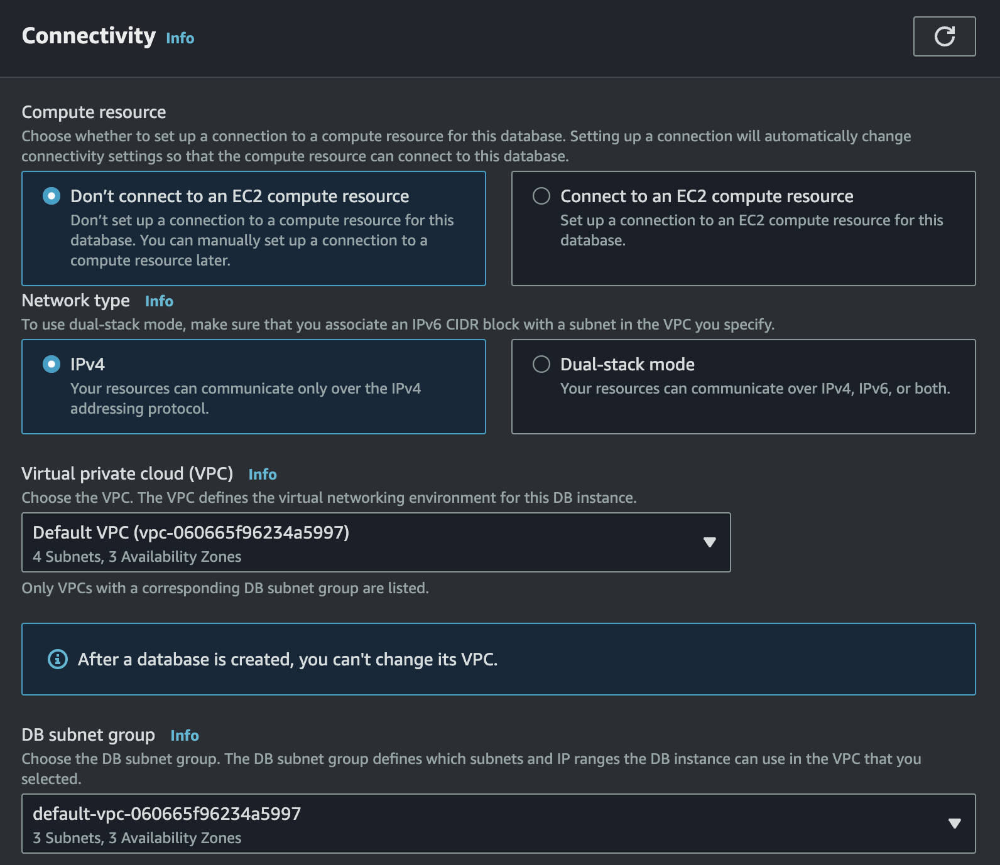 Connectivity Info
Compute resource
Choose whether to set up a connection to a compute resource for this database. Setting up a connection will automatically change
connectivity settings so that the compute resource can connect to this database.
Don’t connect to an EC2 compute resource
Don’t set up a connection to a compute resource for this
database. You can manually set up a connection to a
compute resource later.
Connect to an EC2 compute resource
Set up a connection to an EC2 compute resource for this
database.
Network type Info
To use dual-stack mode, make sure that you associate an IPv6 CIDR block with a subnet in the VPC you specify.
IPv4
Your resources can communicate only over the IPv4
addressing protocol.
Dual-stack mode
Your resources can communicate over IPv4, IPv6, or both.
Virtual private cloud (VPC) Info
Choose the VPC. The VPC defines the virtual networking environment for this DB instance.
Default VPC (vpc-060665f96234a5997)
4 Subnets, 3 Availability Zones
Only VPCs with a corresponding DB subnet group are listed.
After a database is created, you can't change its VPC.
DB subnet group Info
Choose the DB subnet group. The DB subnet group defines which subnets and IP ranges the DB instance can use in the VPC that you
selected.
default-vpc-060665f96234a5997
3 Subnets, 3 Availability Zones